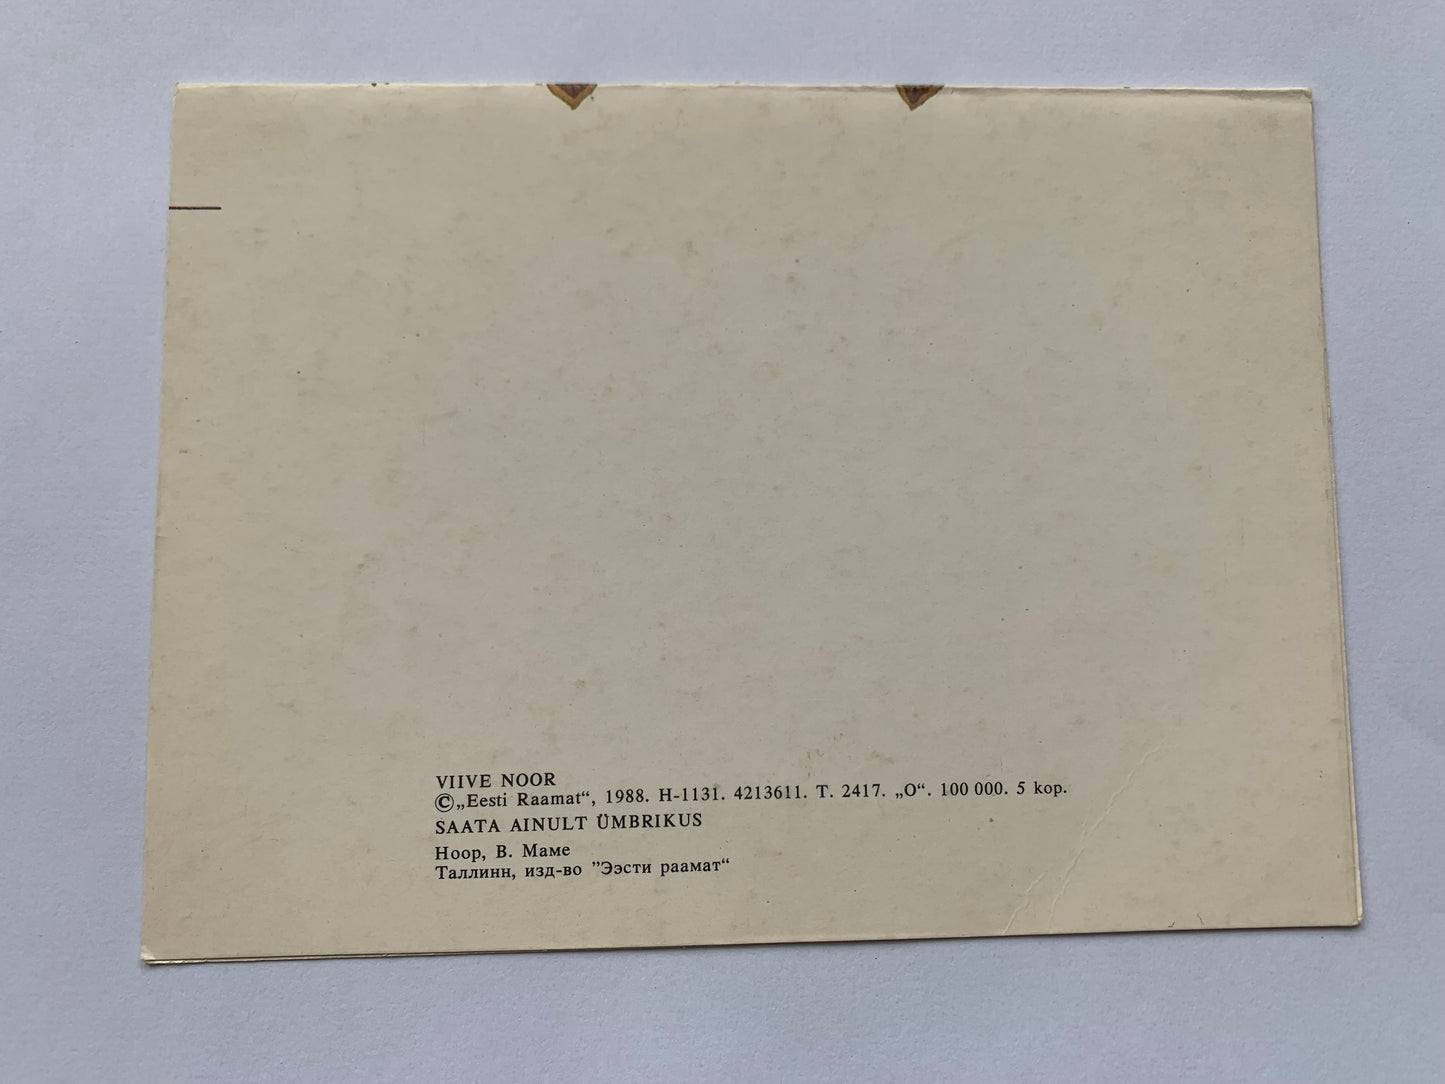 VIIVE NOOR
©„Eesti Raamat“, 1988. H-1131. 4213611. T. 2417. „O“. 100 000. 5 kop.
SAATA AINULT ÜMBRIKUS
Ноор, В. Маме
Таллинн, изд-во ”Ээсти раамат“